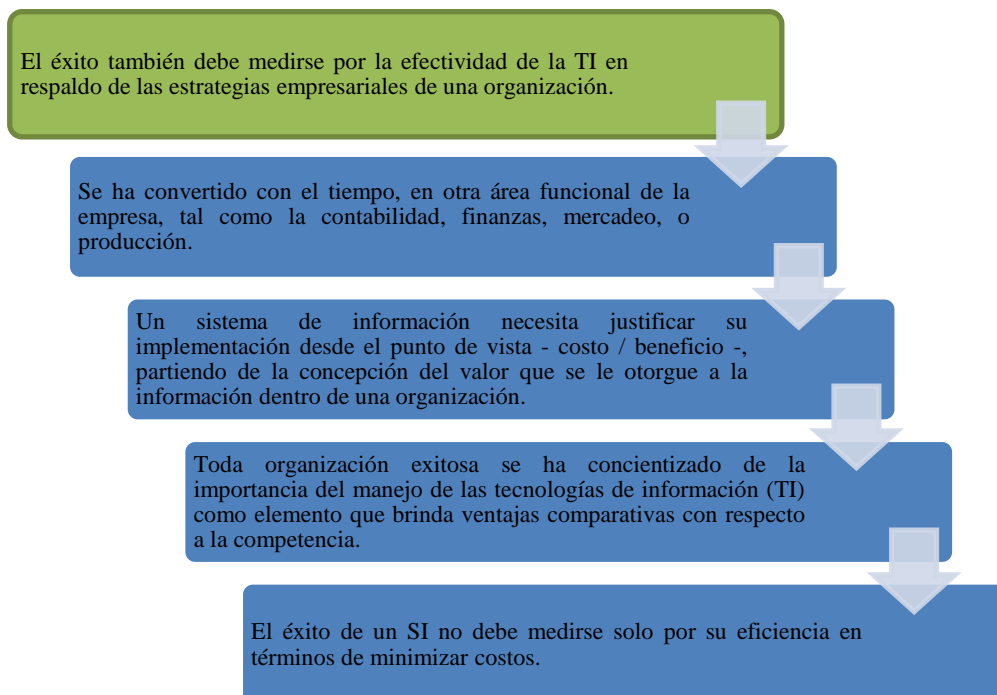 El éxito también debe medirse por la efectividad de la TI en
respaldo de las estrategias empresariales de una organización.
Se ha convertido con el tiempo, en otra área funcional de la
empresa, tal como la contabilidad, finanzas, mercadeo, o
producción.
Un sistema de información necesita justificar su
implementación desde el punto de vista - costo / beneficio -,
partiendo de la concepción del valor que se le otorgue a la
información dentro de una organización.
Toda organización exitosa se ha concientizado de la
importancia del manejo de las tecnologías de información (TI)
como elemento que brinda ventajas comparativas con respecto
a la competencia.
El éxito de un SI no debe medirse solo por su eficiencia en
términos de minimizar costos.